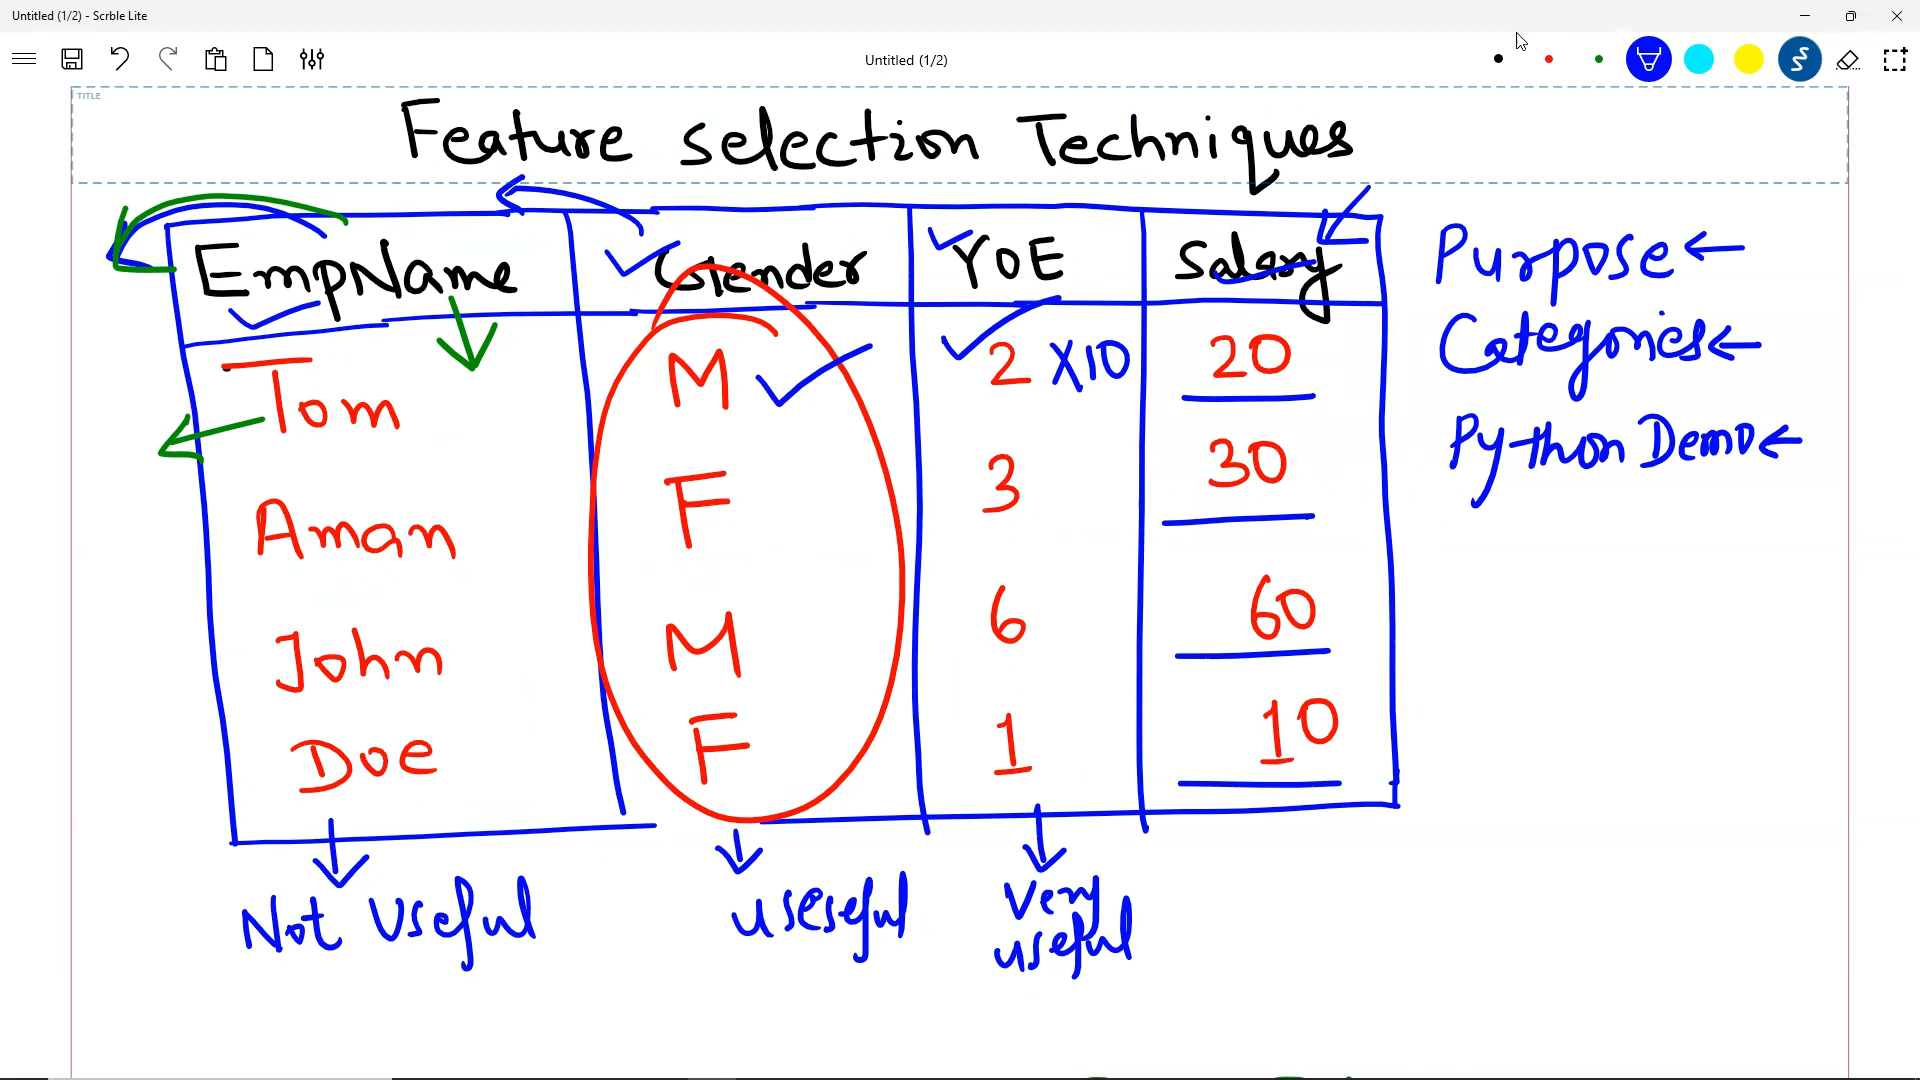 Untitled (1/2) - Scrble Lite
Untitled (1/2)
TITLE
Feature selection Techniques
EmpName Gender YOE Salary
Tom M 2 X10 20
Aman F 3 30
John M 6 60
Doe F 1 10
Not Useful useseful Very
useful
Purpose ←
Categories ←
Python Demo ←